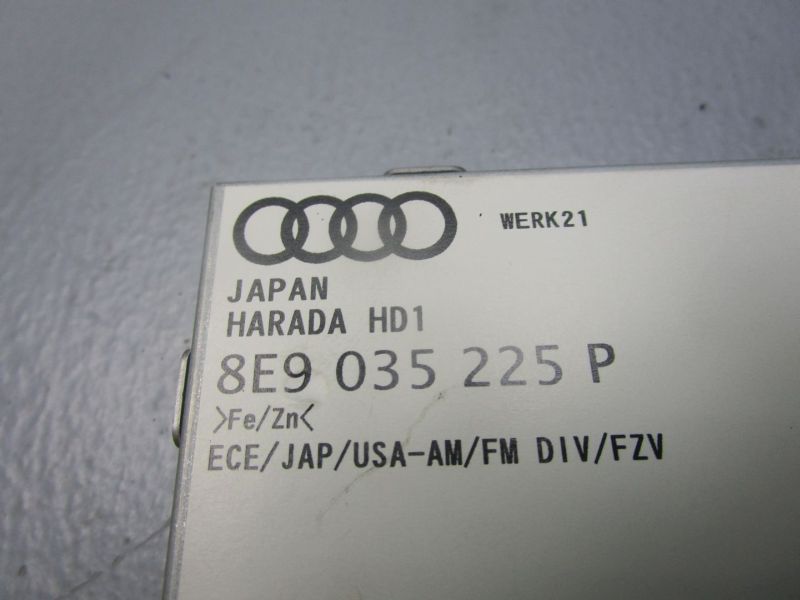 WERK21
JAPAN
HARADA HD1
8E9 035 225 P
>Fe/Zn<
ECE/JAP/USA-AM/FM DIV/FZV